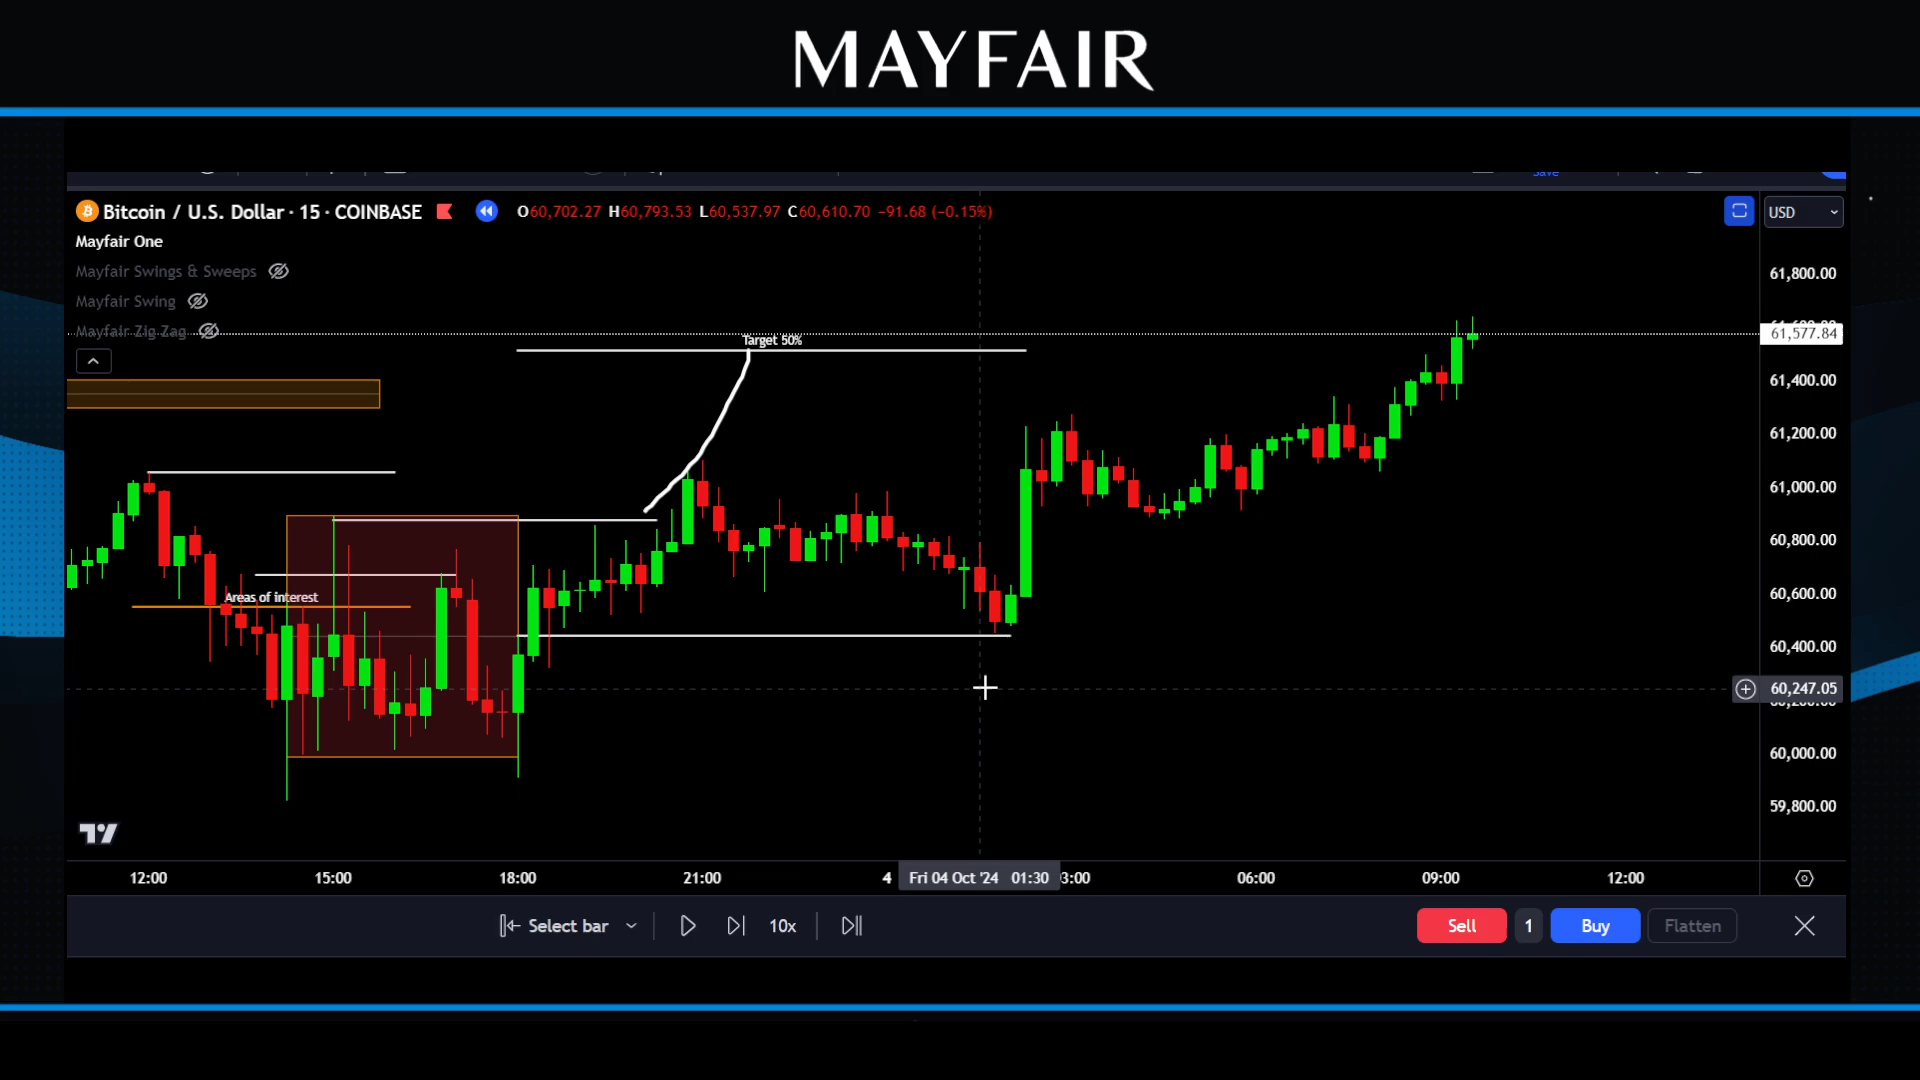 MAYFAIR
Save
Bitcoin / U.S. Dollar · 15 · COINBASE O60,702.27 H60,793.53 L60,537.97 C60,610.70 −91.68 (−0.15%)
USD
Mayfair One
Mayfair Swings & Sweeps
Mayfair Swing
Mayfair Zig Zag
Target 50%
Areas of interest
61,800.00
61,577.84
61,400.00
61,200.00
61,000.00
60,800.00
60,600.00
60,400.00
60,247.05
60,000.00
59,800.00
12:00 15:00 18:00 21:00 4 Fri 04 Oct '24 01:30 3:00 06:00 09:00 12:00
Select bar 10x Sell 1 Buy Flatten